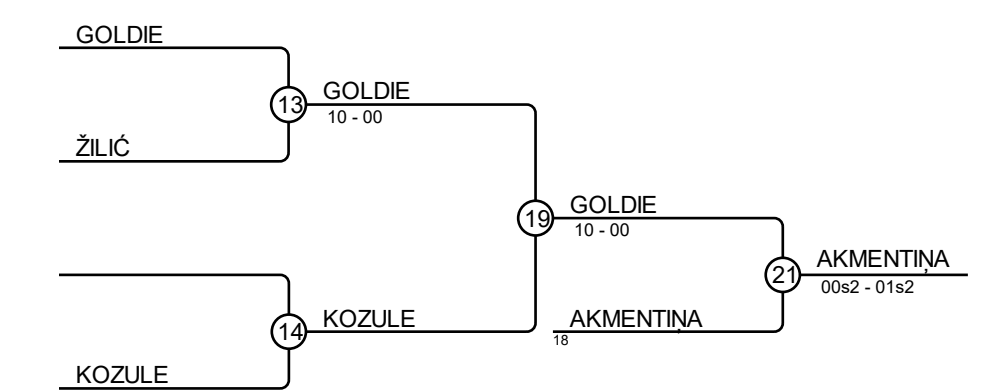 GOLDIE
13
GOLDIE
10 - 00
ŽILIĆ
19
GOLDIE
10 - 00
21
AKMENTIŅA
00s2 - 01s2
14
KOZULE
AKMENTIŅA
18
KOZULE